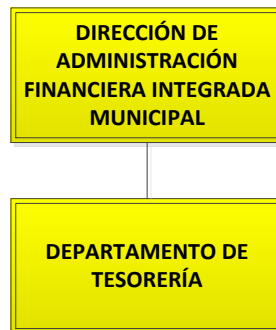 DIRECCIÓN DE
ADMINISTRACIÓN
FINANCIERA INTEGRADA
MUNICIPAL
DEPARTAMENTO DE
TESORERÍA